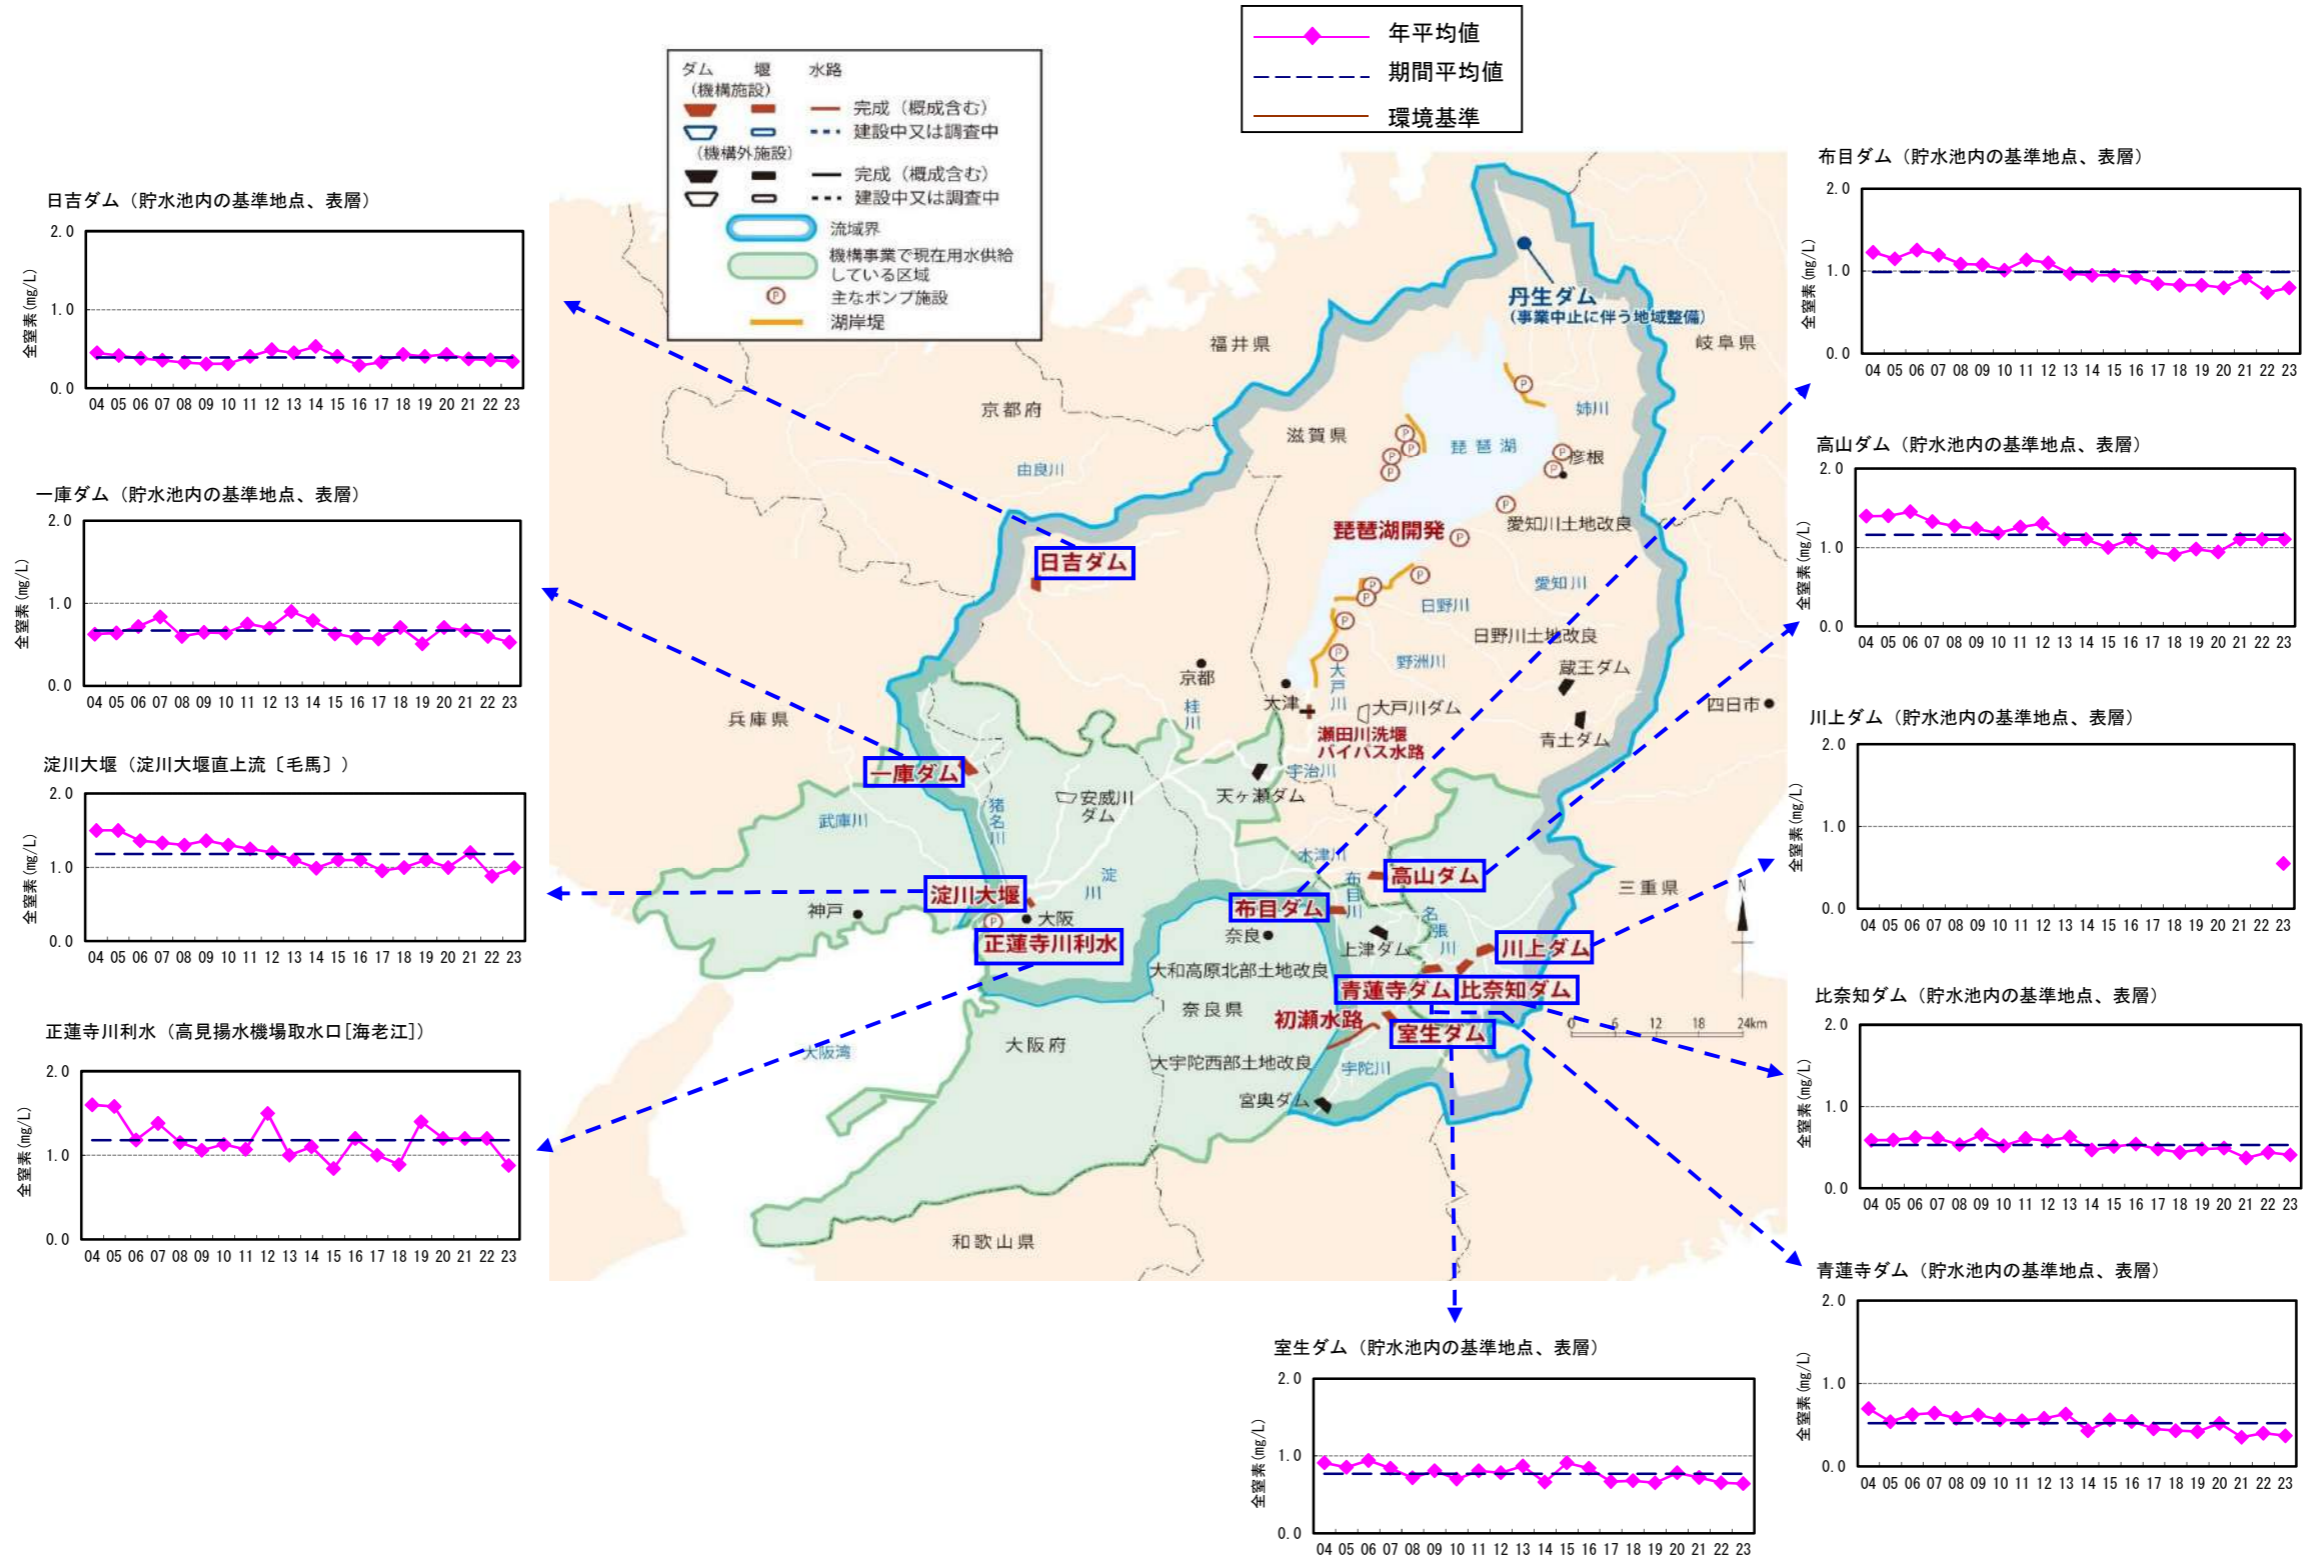 年平均値
期間平均値
環境基準
ダム 堰 水路
(機構施設)
完成（概成含む）
建設中又は調査中
(機構外施設)
完成（概成含む）
建設中又は調査中
流域界
機構事業で現在用水供給
している区域
P 主なポンプ施設
湖岸堤
日吉ダム（貯水池内の基準地点、表層）
全窒素(mg/L)
2.0
1.0
0.0
04 05 06 07 08 09 10 11 12 13 14 15 16 17 18 19 20 21 22 23
一庫ダム（貯水池内の基準地点、表層）
全窒素(mg/L)
2.0
1.0
0.0
04 05 06 07 08 09 10 11 12 13 14 15 16 17 18 19 20 21 22 23
淀川大堰（淀川大堰直上流〔毛馬〕）
全窒素(mg/L)
2.0
1.0
0.0
04 05 06 07 08 09 10 11 12 13 14 15 16 17 18 19 20 21 22 23
正蓮寺川利水（高見揚水機場取水口[海老江]）
全窒素(mg/L)
2.0
1.0
0.0
04 05 06 07 08 09 10 11 12 13 14 15 16 17 18 19 20 21 22 23
丹生ダム
（事業中止に伴う地域整備）
福井県
岐阜県
京都府
滋賀県
姉川
琵琶湖
彦根
由良川
琵琶湖開発
愛知川土地改良
日吉ダム
愛知川
日野川
日野川土地改良
野洲川
蔵王ダム
京都
大津
大戸川
大戸川ダム
四日市
桂川
兵庫県
瀬田川洗堰
バイパス水路
青土ダム
一庫ダム
宇治川
天ヶ瀬ダム
安威川
ダム
猪名川
武庫川
木津川
淀川
高山ダム
布目川
三重県
N
淀川大堰
神戸
大阪
布目ダム
名張川
奈良
正蓮寺川利水
上津ダム
川上ダム
大和高原北部土地改良
青蓮寺ダム
比奈知ダム
奈良県
初瀬水路
室生ダム
0 6 12 18 24km
大阪府
大阪湾
大宇陀西部土地改良
宇陀川
宮奥ダム
和歌山県
布目ダム（貯水池内の基準地点、表層）
全窒素(mg/L)
2.0
1.0
0.0
04 05 06 07 08 09 10 11 12 13 14 15 16 17 18 19 20 21 22 23
高山ダム（貯水池内の基準地点、表層）
全窒素(mg/L)
2.0
1.0
0.0
04 05 06 07 08 09 10 11 12 13 14 15 16 17 18 19 20 21 22 23
川上ダム（貯水池内の基準地点、表層）
全窒素(mg/L)
2.0
1.0
0.0
04 05 06 07 08 09 10 11 12 13 14 15 16 17 18 19 20 21 22 23
比奈知ダム（貯水池内の基準地点、表層）
全窒素(mg/L)
2.0
1.0
0.0
04 05 06 07 08 09 10 11 12 13 14 15 16 17 18 19 20 21 22 23
青蓮寺ダム（貯水池内の基準地点、表層）
全窒素(mg/L)
2.0
1.0
0.0
04 05 06 07 08 09 10 11 12 13 14 15 16 17 18 19 20 21 22 23
室生ダム（貯水池内の基準地点、表層）
全窒素(mg/L)
2.0
1.0
0.0
04 05 06 07 08 09 10 11 12 13 14 15 16 17 18 19 20 21 22 23